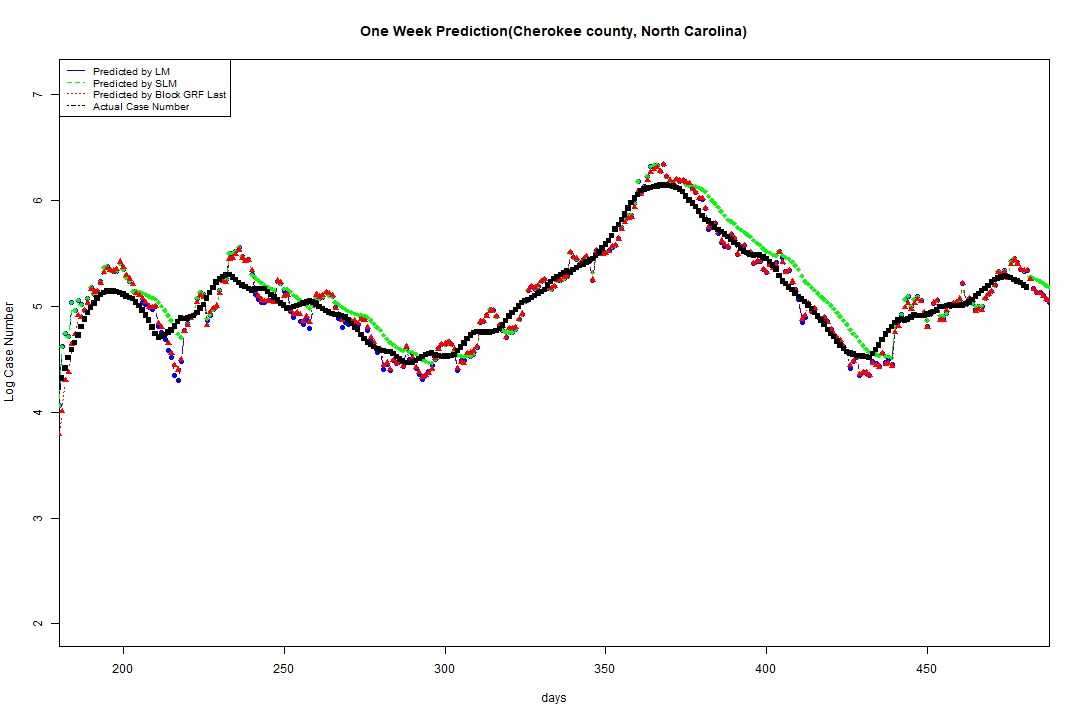 One Week Prediction(Cherokee county, North Carolina)
Predicted by LM
Predicted by SLM
Predicted by Block GRF Last
Actual Case Number
Log Case Number
7
6
5
4
3
2
200
250
300
350
400
450
days